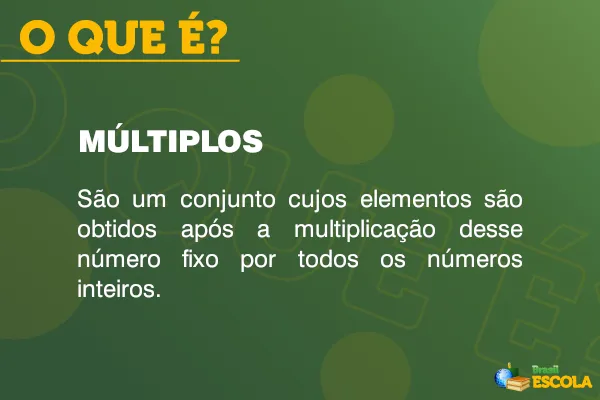 O QUE É?
MÚLTIPLOS
São um conjunto cujos elementos são
obtidos após a multiplicação desse
número fixo por todos os números
inteiros.
Brasil
ESCOLA